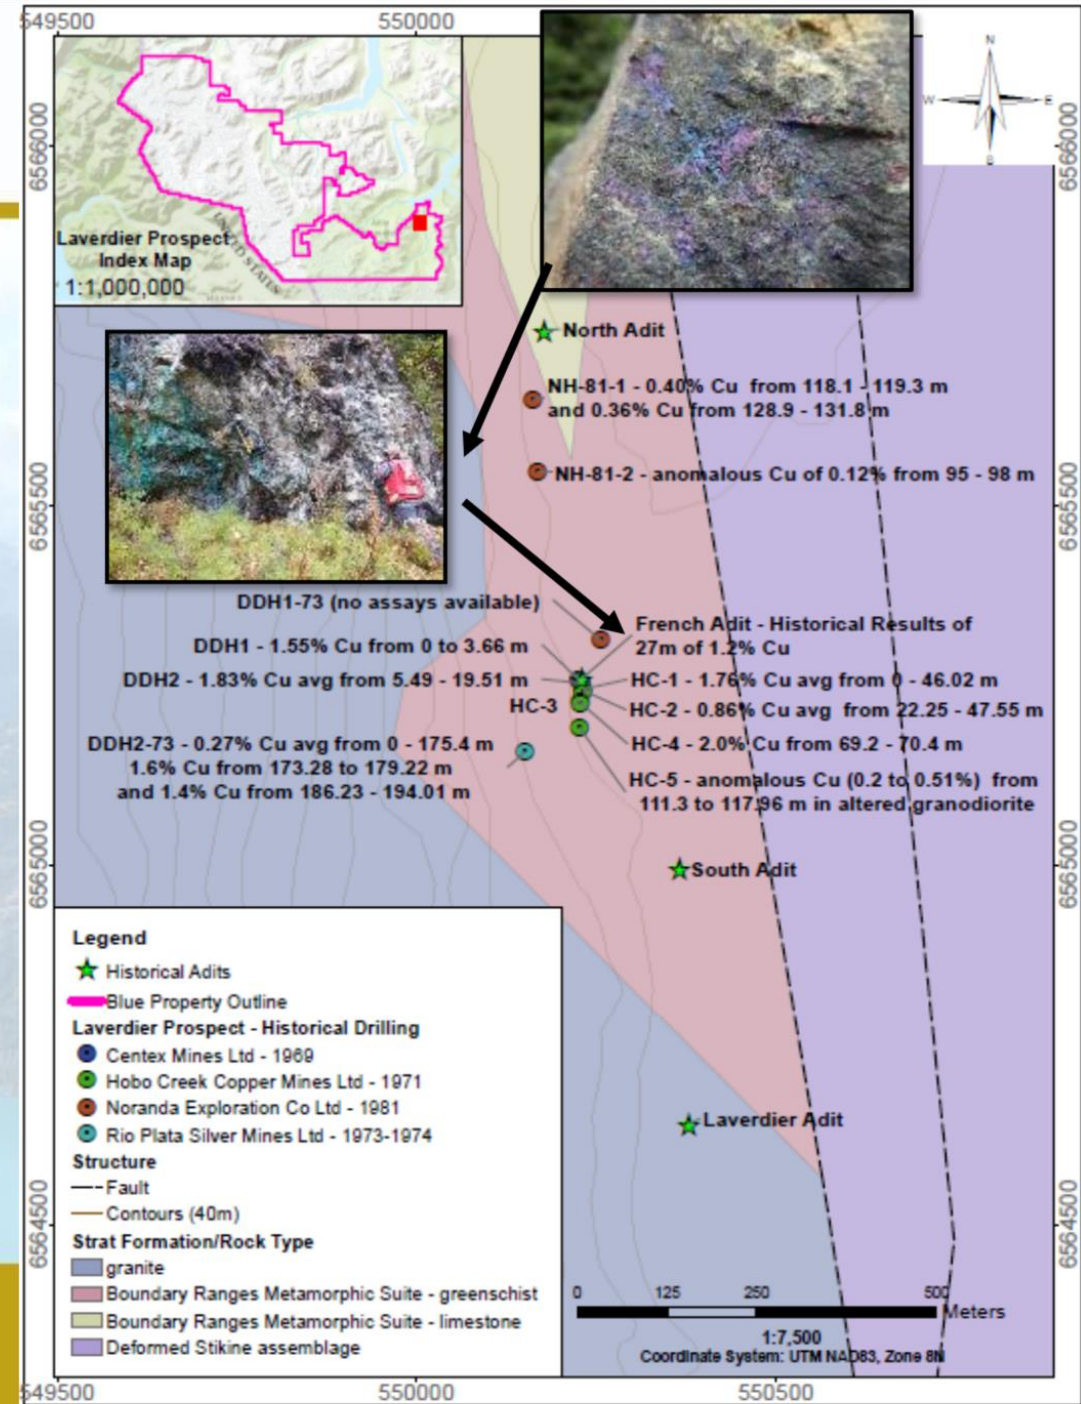 549500
550000
6566000
6566000
N
W
E
Laverdier Prospect
Index Map
1:1,000,000
UNITED STATES
North Adit
NH-81-1 - 0.40% Cu from 118.1 - 119.3 m
and 0.36% Cu from 128.9 - 131.8 m
NH-81-2 - anomalous Cu of 0.12% from 95 - 98 m
6565500
6565500
DDH1-73 (no assays available)
French Adit - Historical Results of
27m of 1.2% Cu
DDH1 - 1.55% Cu from 0 to 3.66 m
DDH2 - 1.83% Cu avg from 5.49 - 19.51 m
HC-1 - 1.76% Cu avg from 0 - 46.02 m
HC-3
HC-2 - 0.86% Cu avg from 22.25 - 47.55 m
DDH2-73 - 0.27% Cu avg from 0 - 175.4 m
1.6% Cu from 173.28 to 179.22 m
and 1.4% Cu from 186.23 - 194.01 m
HC-4 - 2.0% Cu from 69.2 - 70.4 m
HC-5 - anomalous Cu (0.2 to 0.51%) from
111.3 to 117.96 m in altered granodiorite
6565000
6565000
South Adit
Laverdier Adit
Legend
Historical Adits
Blue Property Outline
Laverdier Prospect - Historical Drilling
Centex Mines Ltd - 1969
Hobo Creek Copper Mines Ltd - 1971
Noranda Exploration Co Ltd - 1981
Rio Plata Silver Mines Ltd - 1973-1974
Structure
Fault
Contours (40m)
Strat Formation/Rock Type
granite
Boundary Ranges Metamorphic Suite - greenschist
Boundary Ranges Metamorphic Suite - limestone
Deformed Stikine assemblage
6564500
6564500
0 125 250 500
Meters
1:7,500
Coordinate System: UTM NAD83, Zone 8N
549500
550000
550500